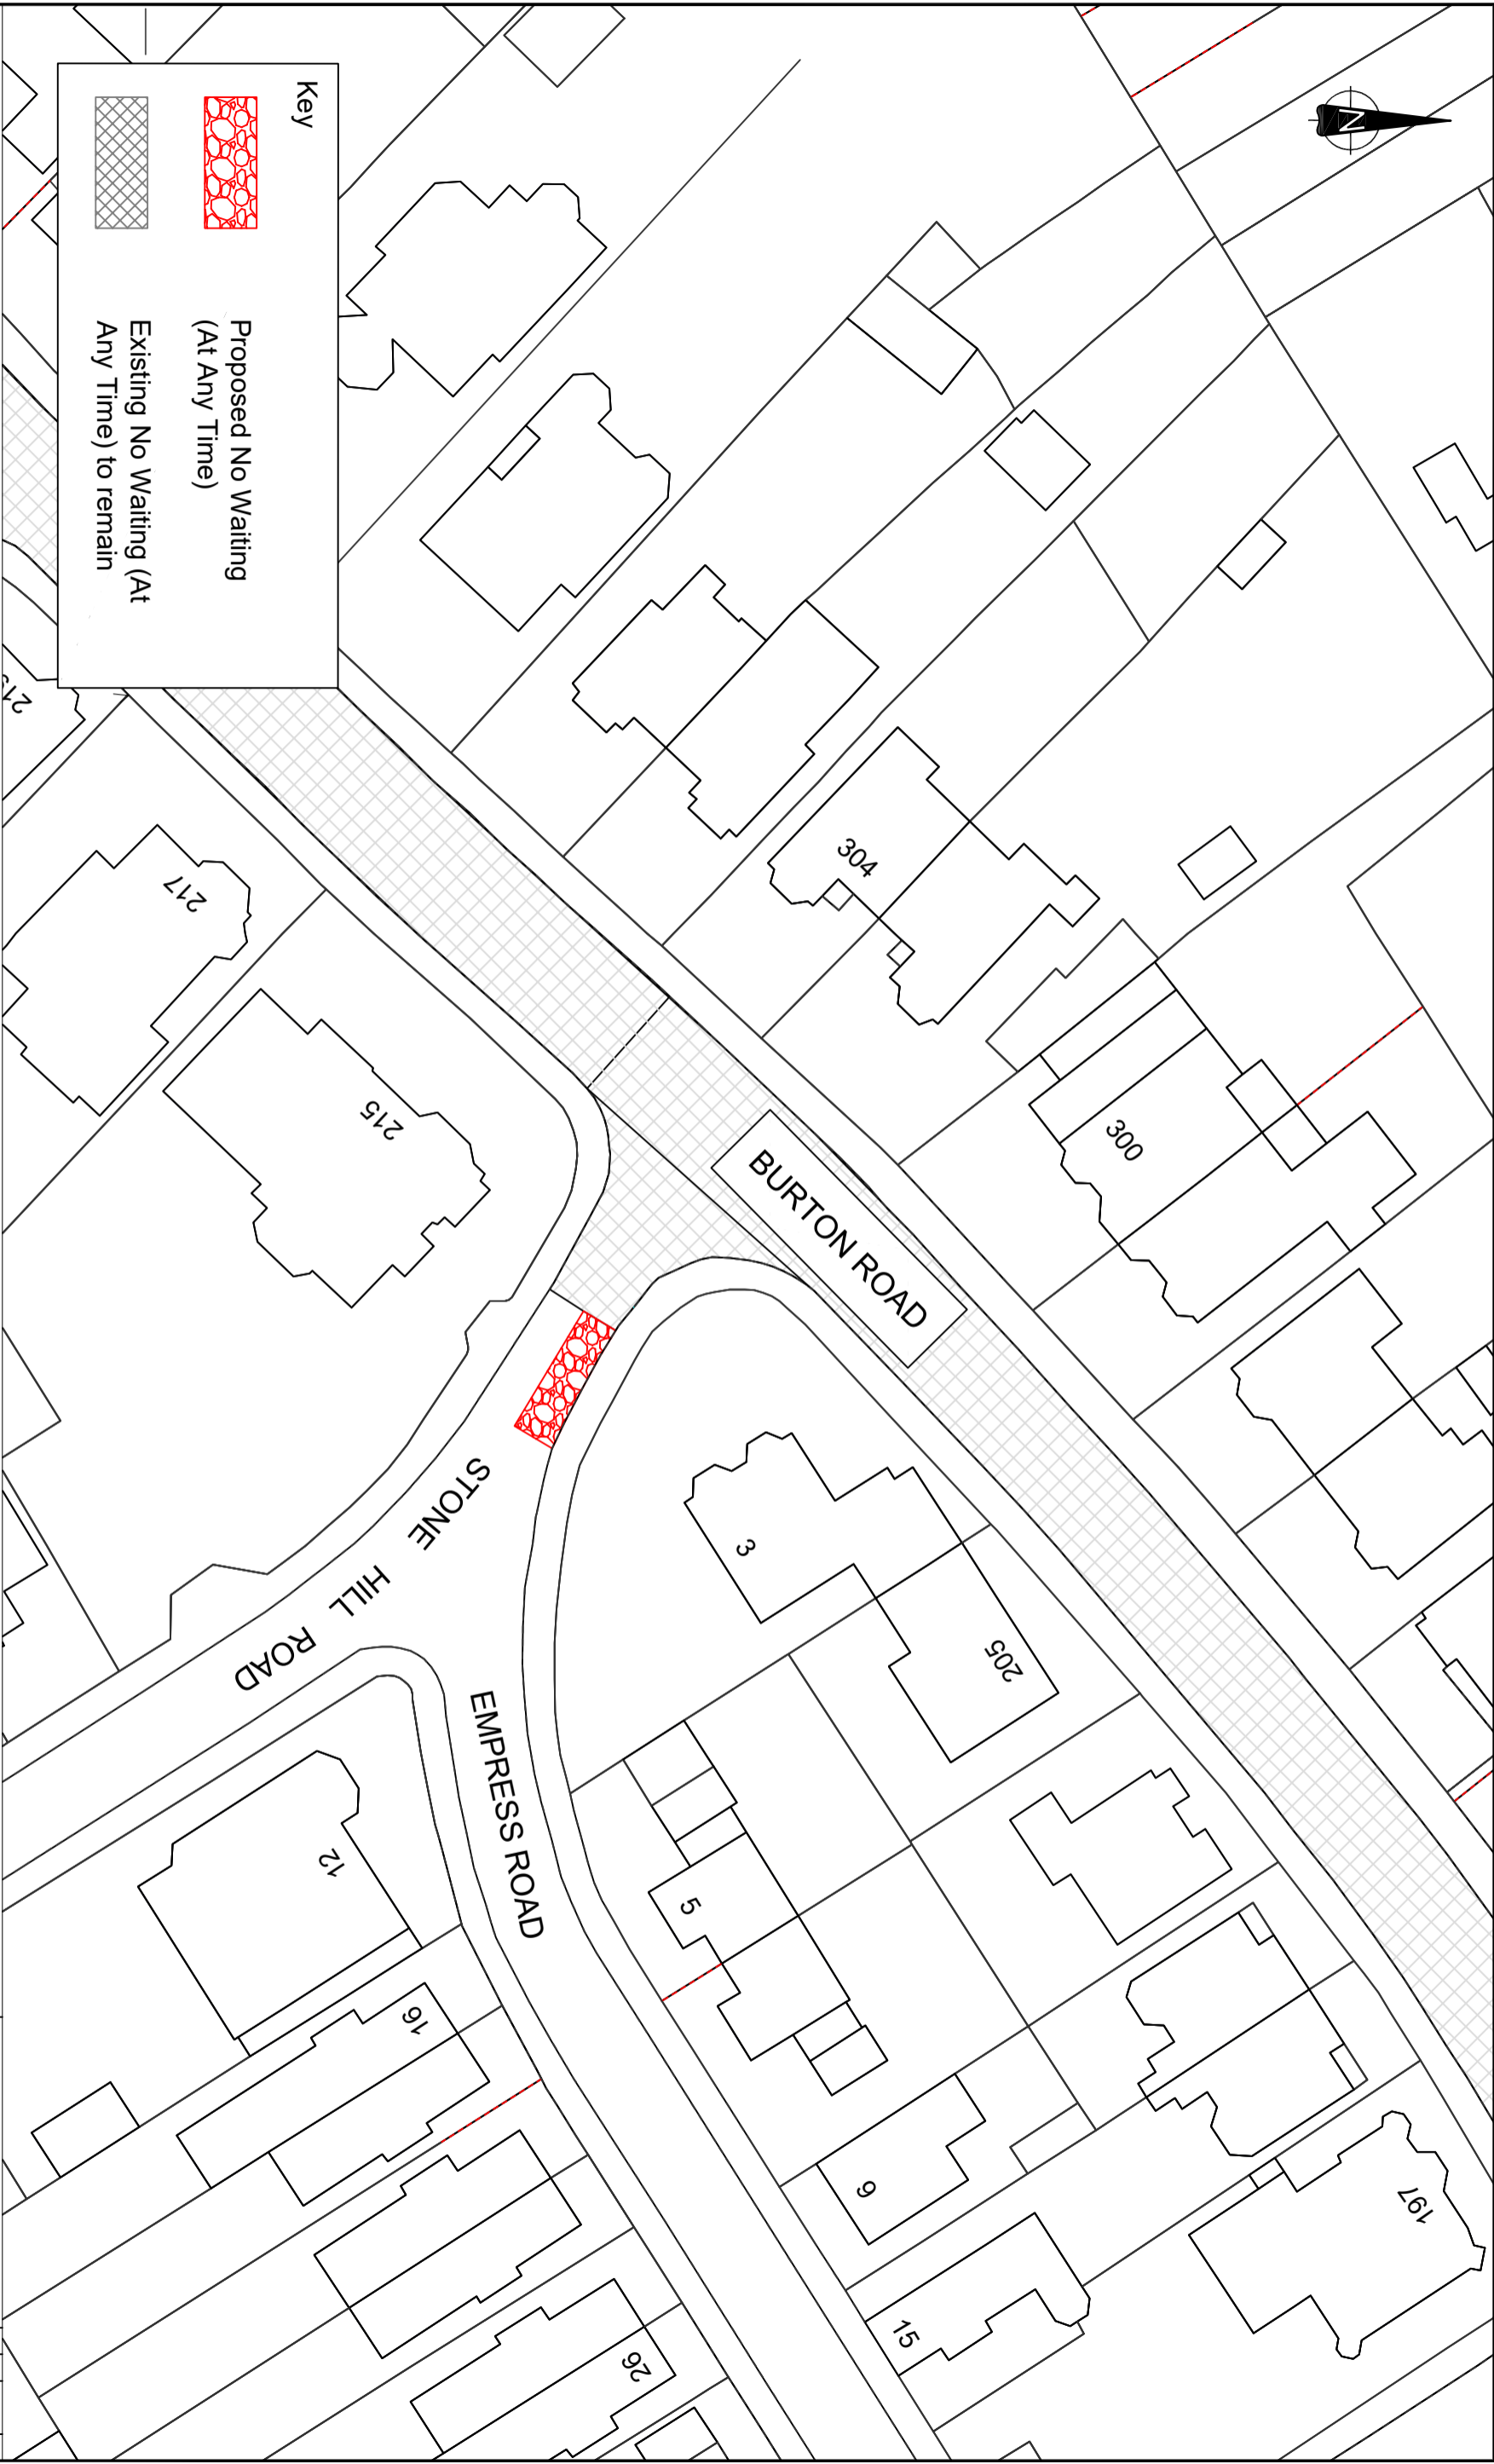 Key
Proposed No Waiting
(At Any Time)
Existing No Waiting (At
Any Time) to remain
N
BURTON ROAD
STONE HILL ROAD
EMPRESS ROAD
304
300
217
215
3
205
5
9
15
197
12
16
26